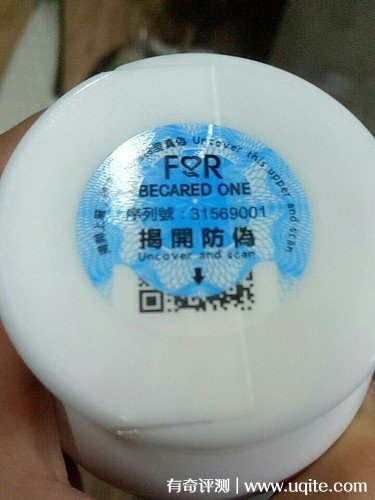 Uncover this upper and scan
FOR
BECARED ONE
序列號：31569001
揭開防偽
Uncover and scan
有奇评测 | www.uqite.com